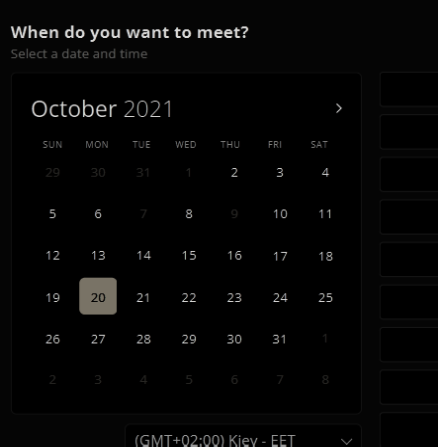 When do you want to meet?
Select a date and time
October 2021
SUN MON TUE WED THU FRI SAT
29 30 31 1 2 3 4
5 6 7 8 9 10 11
12 13 14 15 16 17 18
19 20 21 22 23 24 25
26 27 28 29 30 31 1
2 3 4 5 6 7 8
(GMT+02:00) Kiev - EET